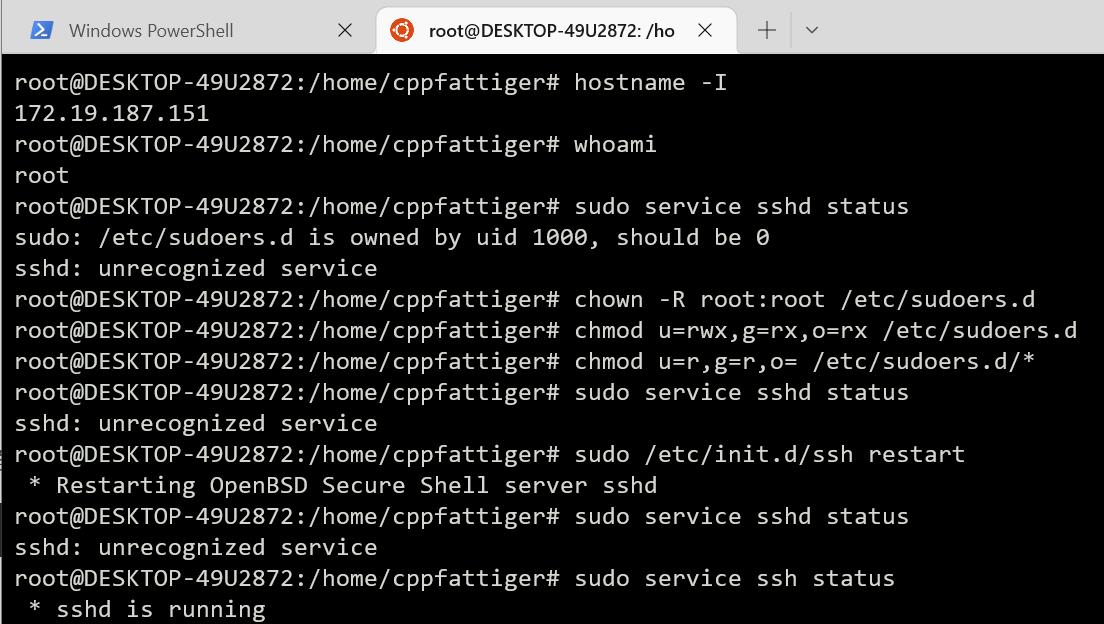 Windows PowerShell
root@DESKTOP-49U2872: /ho
root@DESKTOP-49U2872:/home/cppfattiger# hostname -I
172.19.187.151
root@DESKTOP-49U2872:/home/cppfattiger# whoami
root
root@DESKTOP-49U2872:/home/cppfattiger# sudo service sshd status
sudo: /etc/sudoers.d is owned by uid 1000, should be 0
sshd: unrecognized service
root@DESKTOP-49U2872:/home/cppfattiger# chown -R root:root /etc/sudoers.d
root@DESKTOP-49U2872:/home/cppfattiger# chmod u=rwx,g=rx,o=rx /etc/sudoers.d
root@DESKTOP-49U2872:/home/cppfattiger# chmod u=r,g=r,o= /etc/sudoers.d/*
root@DESKTOP-49U2872:/home/cppfattiger# sudo service sshd status
sshd: unrecognized service
root@DESKTOP-49U2872:/home/cppfattiger# sudo /etc/init.d/ssh restart
 * Restarting OpenBSD Secure Shell server sshd
root@DESKTOP-49U2872:/home/cppfattiger# sudo service sshd status
sshd: unrecognized service
root@DESKTOP-49U2872:/home/cppfattiger# sudo service ssh status
 * sshd is running